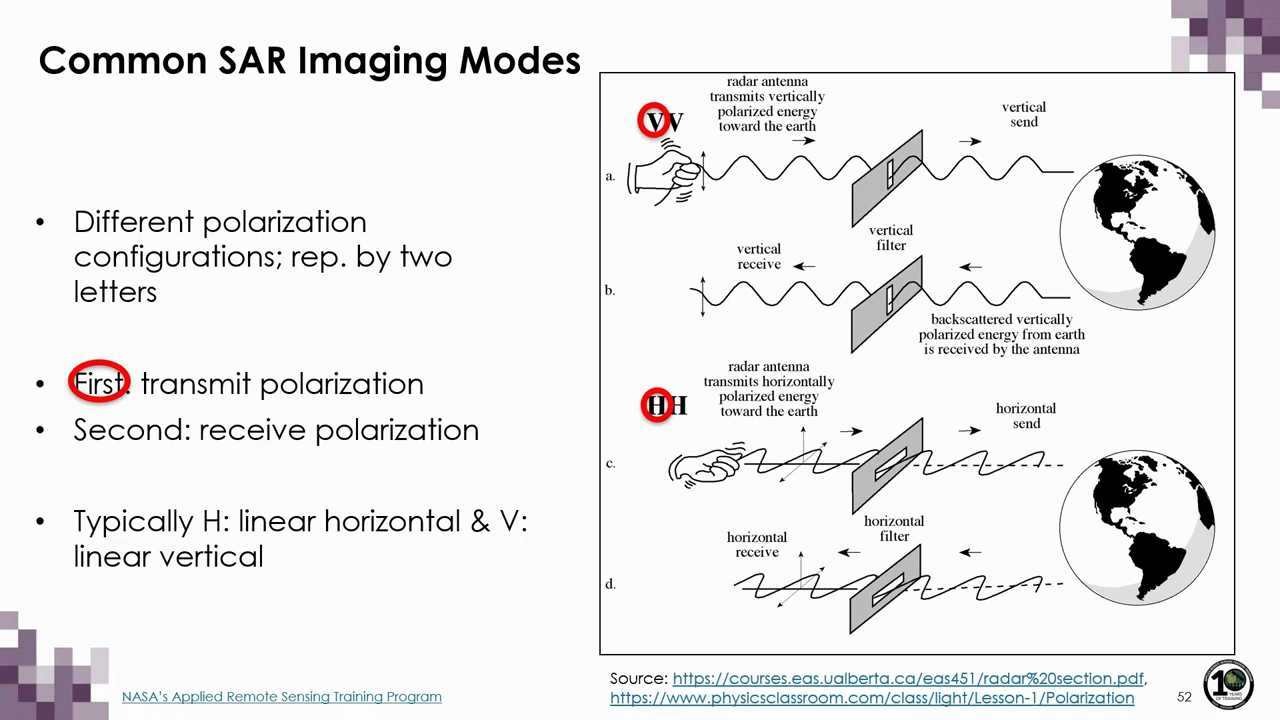 Common SAR Imaging Modes
• Different polarization
configurations; rep. by two
letters
• First: transmit polarization
• Second: receive polarization
• Typically H: linear horizontal & V:
linear vertical
VV
radar antenna
transmits vertically
polarized energy
toward the earth
vertical
send
a.
vertical
filter
vertical
receive
b.
backscattered vertically
polarized energy from earth
is received by the antenna
HH
radar antenna
transmits horizontally
polarized energy
toward the earth
horizontal
send
c.
horizontal
filter
horizontal
receive
d.
Source: https://courses.eas.ualberta.ca/eas451/radar%20section.pdf,
https://www.physicsclassroom.com/class/light/Lesson-1/Polarization
NASA's Applied Remote Sensing Training Program
52
10
YEARS
OF TRAINING